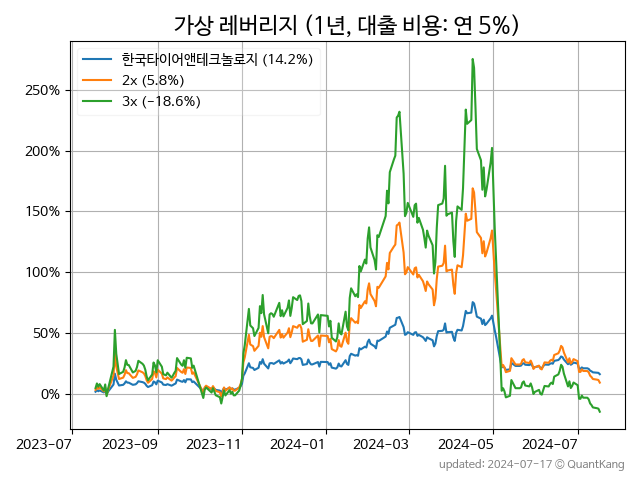 가상 레버리지 (1년, 대출 비용: 연 5%)
한국타이어앤테크놀로지 (14.2%)
2x (5.8%)
3x (-18.6%)
250%
200%
150%
100%
50%
0%
2023-07 2023-09 2023-11 2024-01 2024-03 2024-05 2024-07
updated: 2024-07-17 © QuantKang